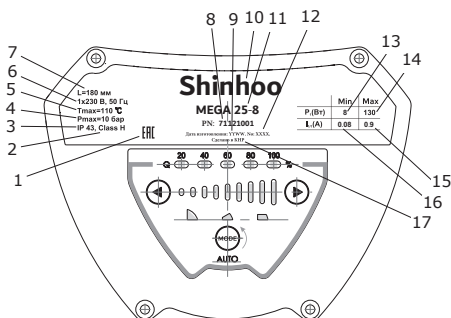 8 9 10 11 12
7
6
5
4
3
2
1
13
14
15
16
17
L=180 мм
1x230 В, 50 Гц
Tmax=110 ℃
Pmax=10 бар
IP 43, Class H
EAC
Shinhoo
MEGA 25-8
PN: 71121001
Дата изготовления: YYWW. №: XXXX.
Сделано в КНР
Min Max
P₁(Вт) 8 130
I₁(A) 0.08 0.9
Q 20 40 60 80 100 %
MODE
AUTO